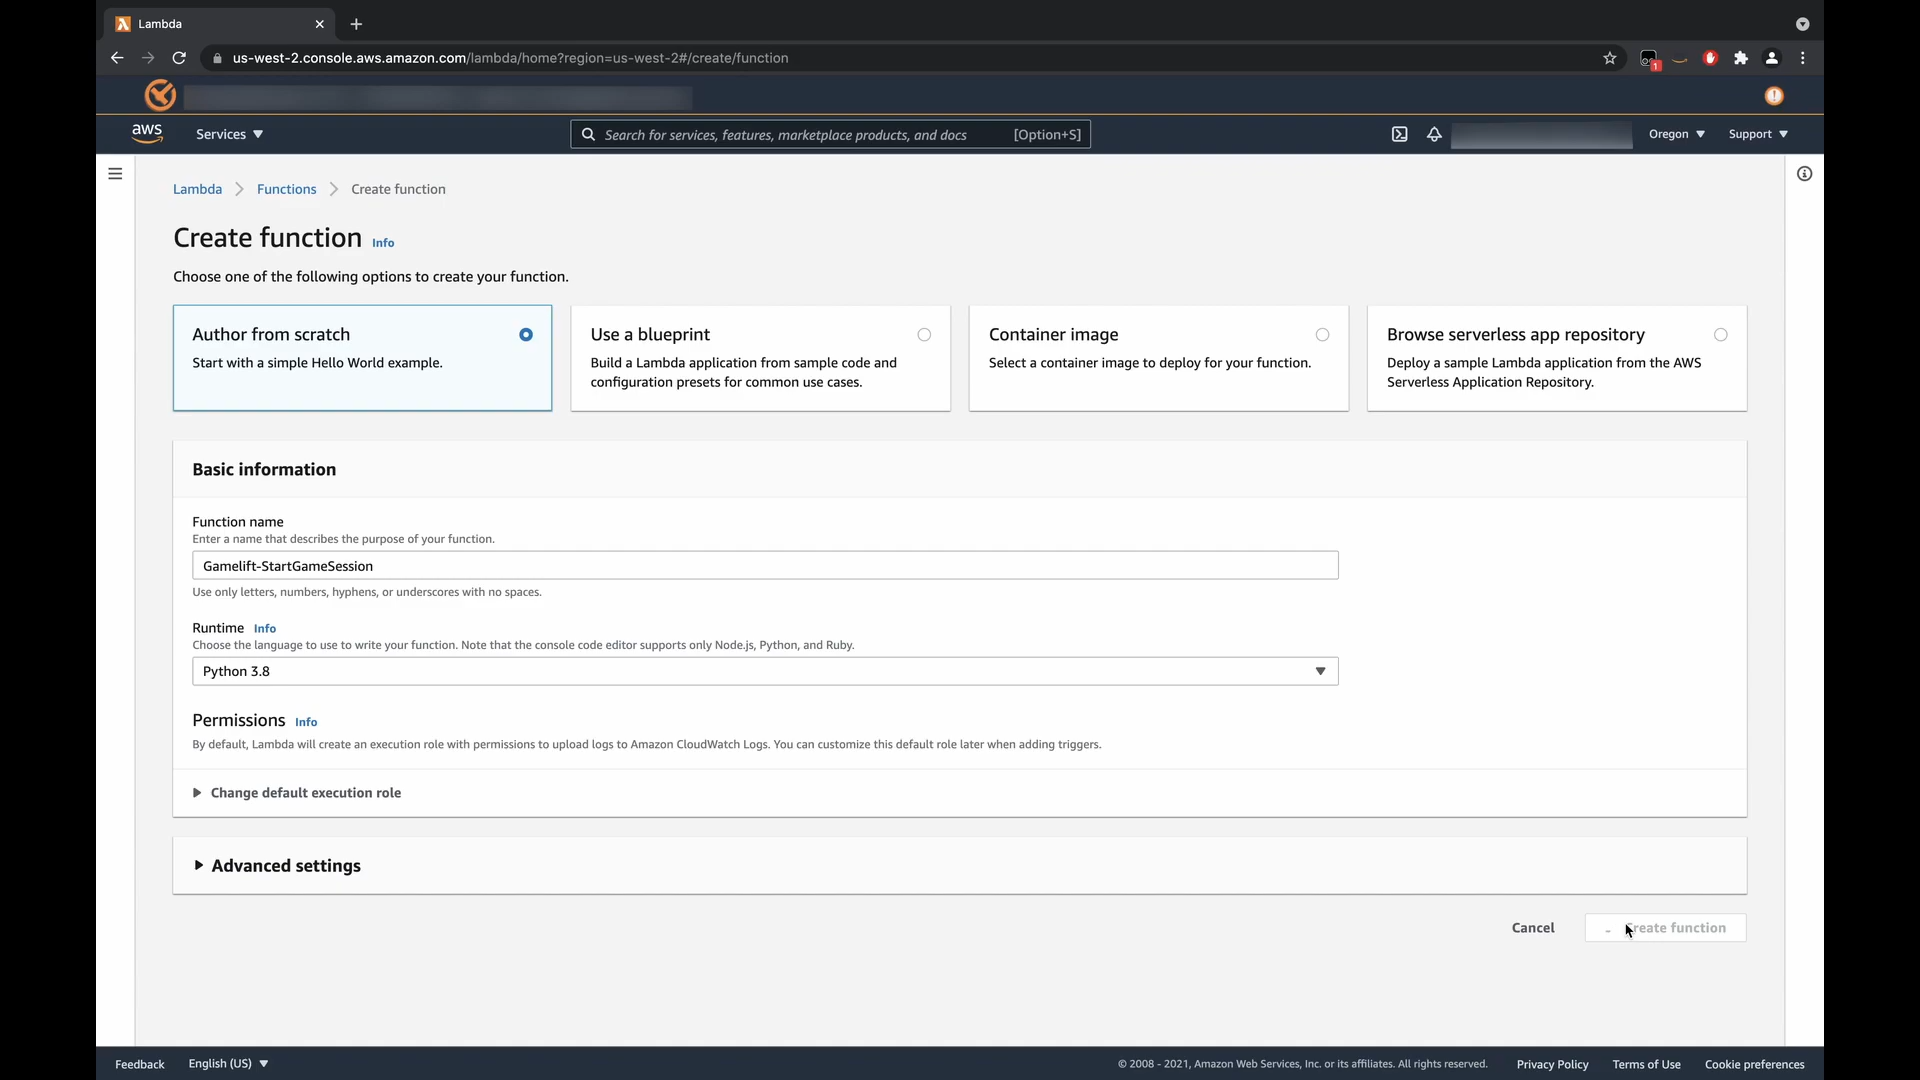 Lambda
us-west-2.console.aws.amazon.com/lambda/home?region=us-west-2#/create/function
1
aws
Services
Search for services, features, marketplace products, and docs
[Option+S]
Oregon
Support
Lambda
Functions
Create function
Create function
Info
Choose one of the following options to create your function.
Author from scratch
Start with a simple Hello World example.
Use a blueprint
Build a Lambda application from sample code and
configuration presets for common use cases.
Container image
Select a container image to deploy for your function.
Browse serverless app repository
Deploy a sample Lambda application from the AWS
Serverless Application Repository.
Basic information
Function name
Enter a name that describes the purpose of your function.
Gamelift-StartGameSession
Use only letters, numbers, hyphens, or underscores with no spaces.
Runtime
Info
Choose the language to use to write your function. Note that the console code editor supports only Node.js, Python, and Ruby.
Python 3.8
Permissions
Info
By default, Lambda will create an execution role with permissions to upload logs to Amazon CloudWatch Logs. You can customize this default role later when adding triggers.
Change default execution role
Advanced settings
Cancel
Create function
Feedback
English (US)
© 2008 - 2021, Amazon Web Services, Inc. or its affiliates. All rights reserved.
Privacy Policy
Terms of Use
Cookie preferences